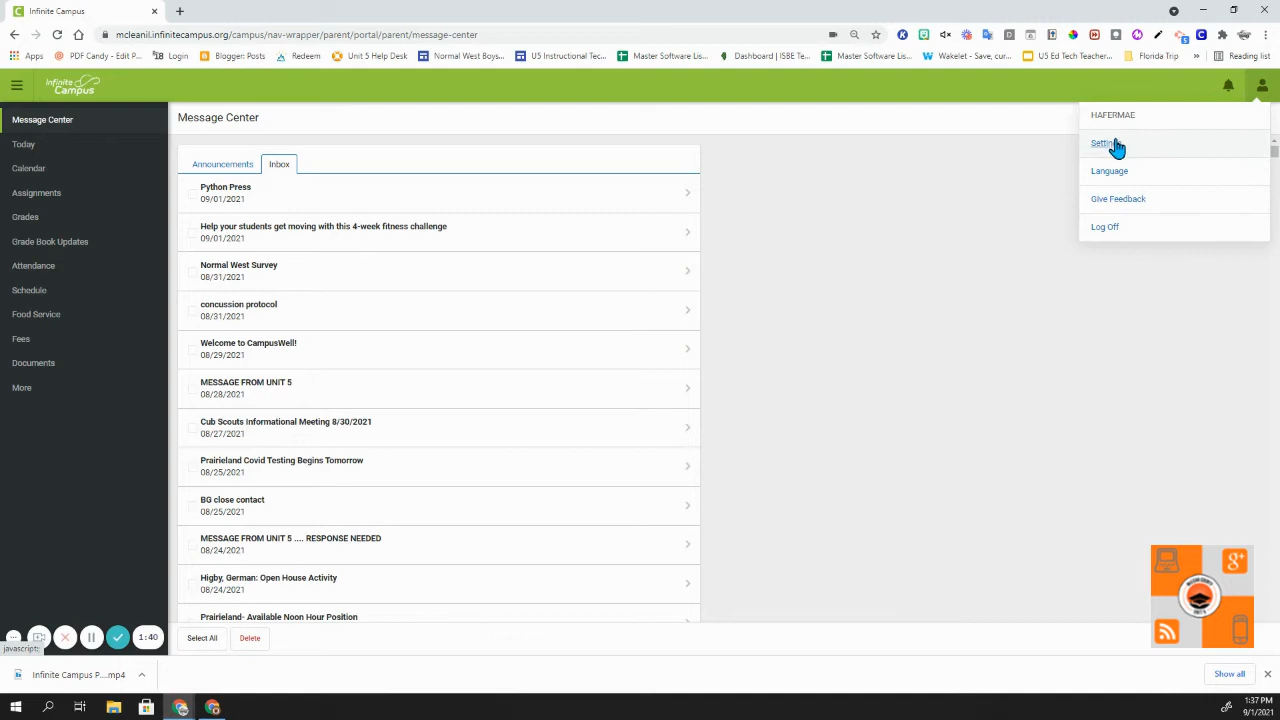 Infinite Campus
mcleanil.infinitecampus.org/campus/nav-wrapper/parent/portal/parent/message-center
Apps
PDF Candy - Edit P...
Infinitecampus
Blogger Posts
Redeem
Unit 5 Help Desk
Normal West Boys...
U5 Instructional T...
Master Software Lis...
Dashboard | ISBE Te...
Master Software Lis...
Wakelet - Save, cur...
U5 Ed Tech Teacher...
Florida Trip
»
Reading list
Infinite
Campus
Message Center
Today
Calendar
Assignments
Grades
Grade Book Updates
Attendance
Schedule
Food Service
Fees
Documents
More
Message Center
Announcements
Inbox
Python Press
09/01/2021
Help your students get moving with this 4-week fitness challenge
09/01/2021
Normal West Survey
08/31/2021
concussion protocol
08/31/2021
Welcome to CampusWell!
08/29/2021
MESSAGE FROM UNIT 5
08/28/2021
Cub Scouts Informational Meeting 8/30/2021
08/27/2021
Prairieland Covid Testing Begins Tomorrow
08/25/2021
BG close contact
08/25/2021
MESSAGE FROM UNIT 5 .... RESPONSE NEEDED
08/24/2021
Higby, German: Open House Activity
08/24/2021
Prairieland- Available Noon Hour Position
HAFERMAE
Settings
Language
Give Feedback
Log Off
g+
1:40
Select All
Delete
javascript:;
Infinite Campus P....mp4
Show all
1:37 PM
9/1/2021